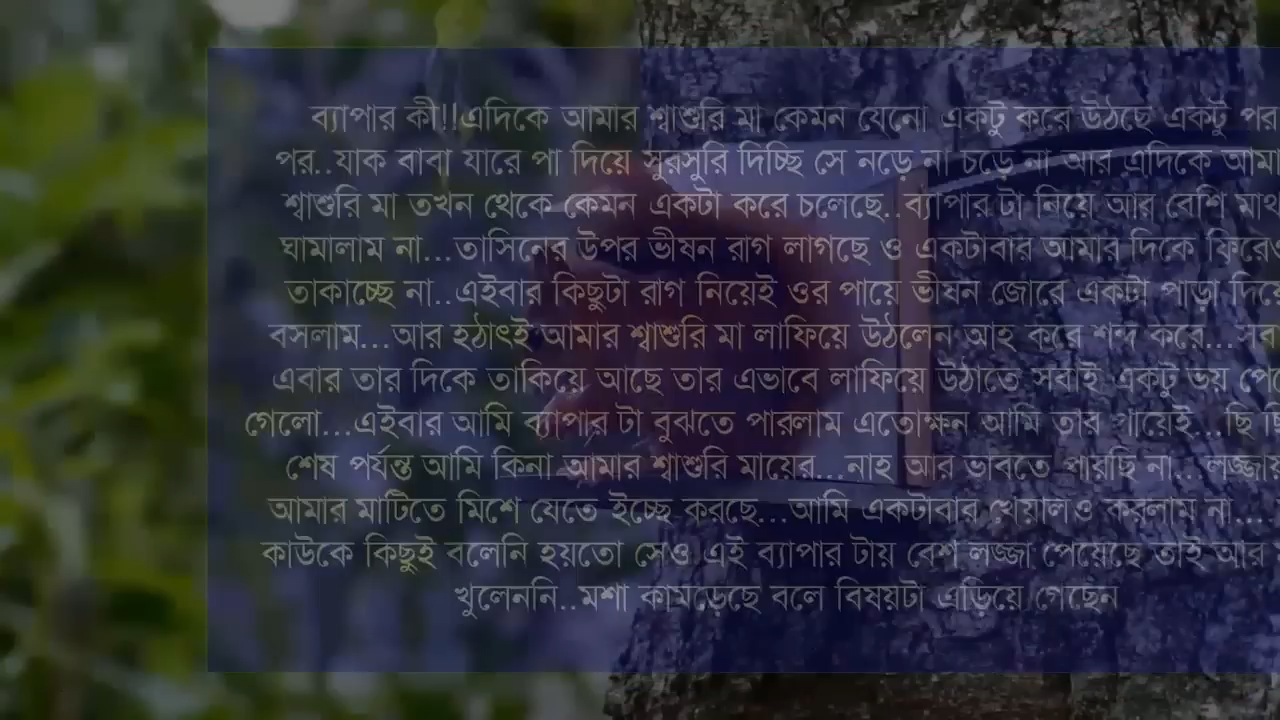 ব্যাপার কী!!এদিকে আমার শ্বাশুরি মা কেমন যেনো একটু করে উঠছে একটু পর
পর..যাক বাবা যারে পা দিয়ে সুরসুরি দিচ্ছি সে নড়ে না চড়ে না আর এদিকে
শ্বাশুরি মা তখন থেকে কেমন একটা করে চলেছে..ব্যাপার টা নিয়ে আর বেশি
ঘামালাম না...তাসিনের উপর ভীষন রাগ লাগছে ও একটাবার আমার দিকে
তাকাচ্ছে না..এইবার কিছুটা রাগ নিয়েই ওর পায়ে ভীষন জোরে একটা পাড়া
বসলাম...আর হঠাৎই আমার শ্বাশুরি মা লাফিয়ে উঠলেন আহ করে শব্দ করে...
এবার তার দিকে তাকিয়ে আছে তার এভাবে লাফিয়ে উঠাতে সবাই একটু ভয়
গেলো...এইবার আমি ব্যাপার টা বুঝতে পারলাম এতোক্ষন আমি তার পায়েই...ছি
শেষ পর্যন্ত আমি কিনা আমার শ্বাশুরি মায়ের....নাহ আর ভাবতে পারছি না..লজ্জায়
আমার মাটিতে মিশে যেতে ইচ্ছে করছে...আমি একটাবার খেয়ালও করলাম না...
কাউকে কিছুই বলেনি হয়তো সেও এই ব্যাপার টায় বেশ লজ্জা পেয়েছে তাই আর
খুলেননি..মশা কামড়েছে বলে বিষয়টা এড়িয়ে গেছেন